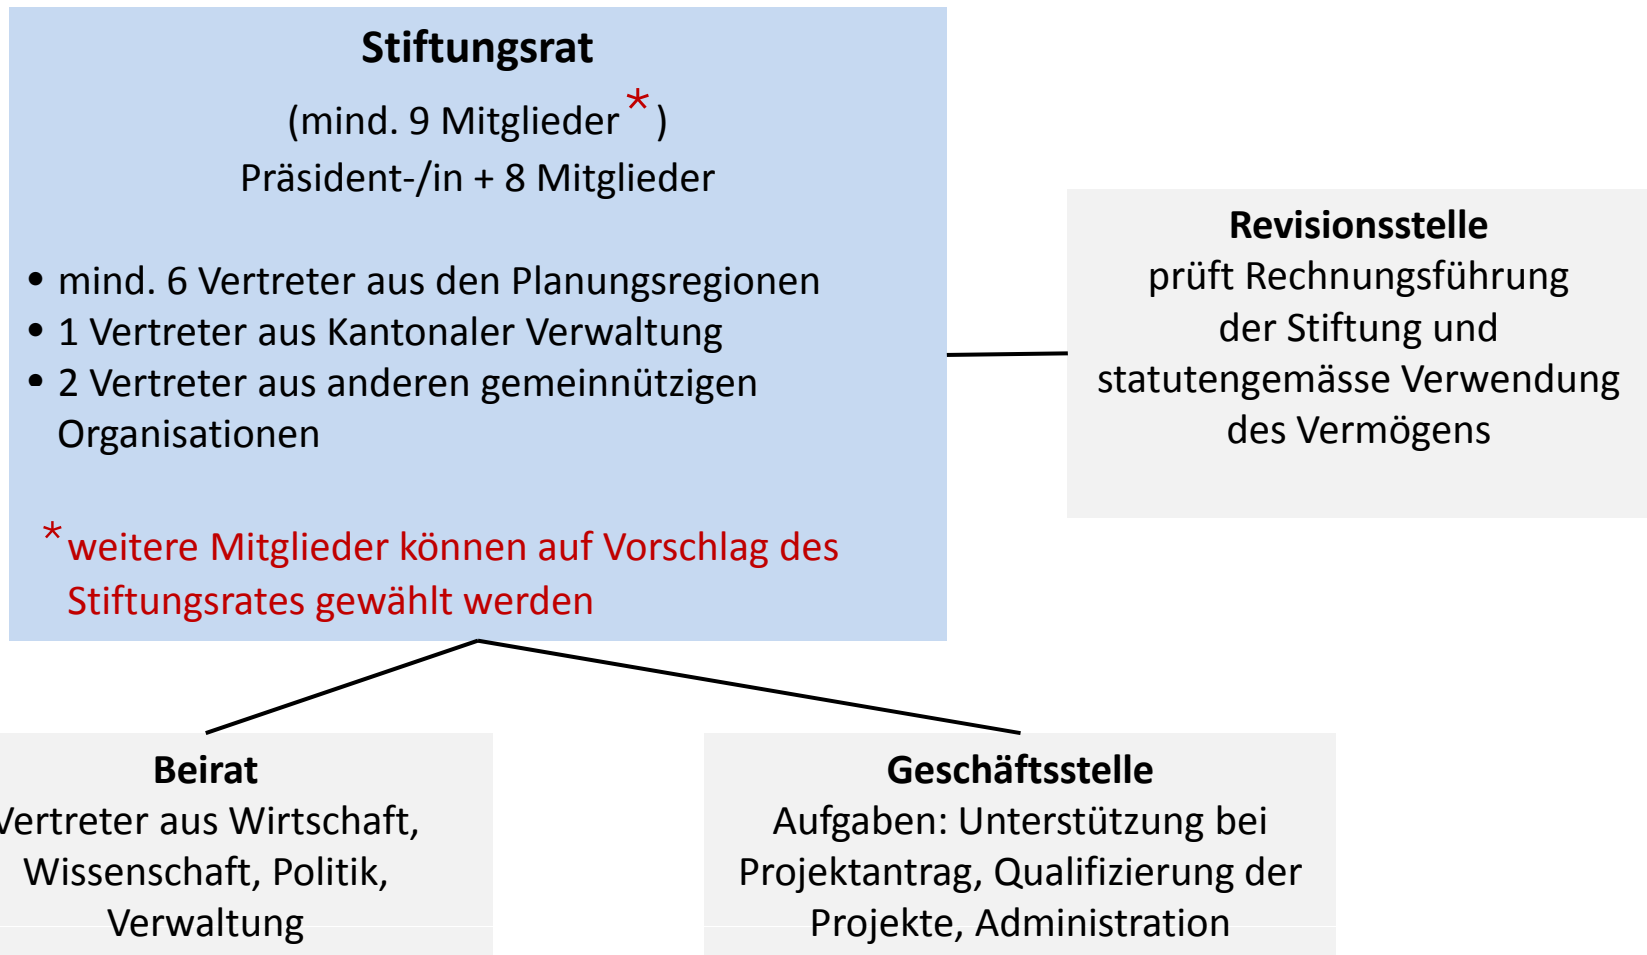 Stiftungsrat
(mind. 9 Mitglieder*)
Präsident-/in + 8 Mitglieder
• mind. 6 Vertreter aus den Planungsregionen
• 1 Vertreter aus Kantonaler Verwaltung
• 2 Vertreter aus anderen gemeinnützigen
Organisationen
*weitere Mitglieder können auf Vorschlag des
Stiftungsrates gewählt werden
Revisionsstelle
prüft Rechnungsführung
der Stiftung und
statutengemässe Verwendung
des Vermögens
Beirat
Vertreter aus Wirtschaft,
Wissenschaft, Politik,
Verwaltung
Geschäftsstelle
Aufgaben: Unterstützung bei
Projektantrag, Qualifizierung der
Projekte, Administration